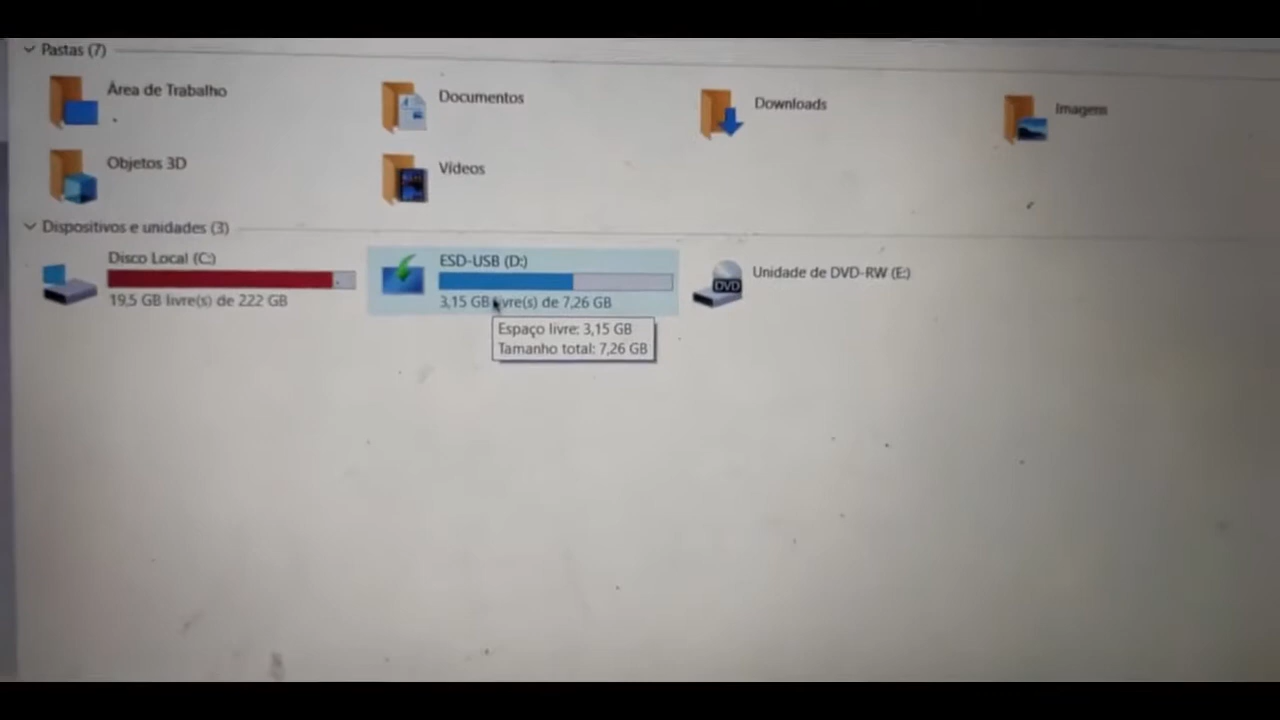 Pastas (7)
Área de Trabalho
Documentos
Downloads
Imagens
Objetos 3D
Vídeos
Dispositivos e unidades (3)
Disco Local (C:)
19,5 GB livre(s) de 222 GB
ESD-USB (D:)
3,15 GB livre(s) de 7,26 GB
Unidade de DVD-RW (E:)
DVD
Espaço livre: 3,15 GB
Tamanho total: 7,26 GB